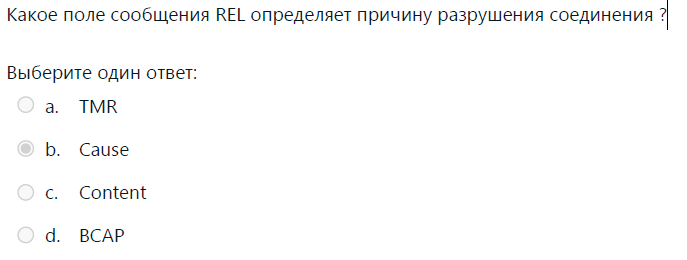 Какое поле сообщения REL определяет причину разрушения соединения ?
Выберите один ответ:
a. TMR
b. Cause
c. Content
d. BCAP